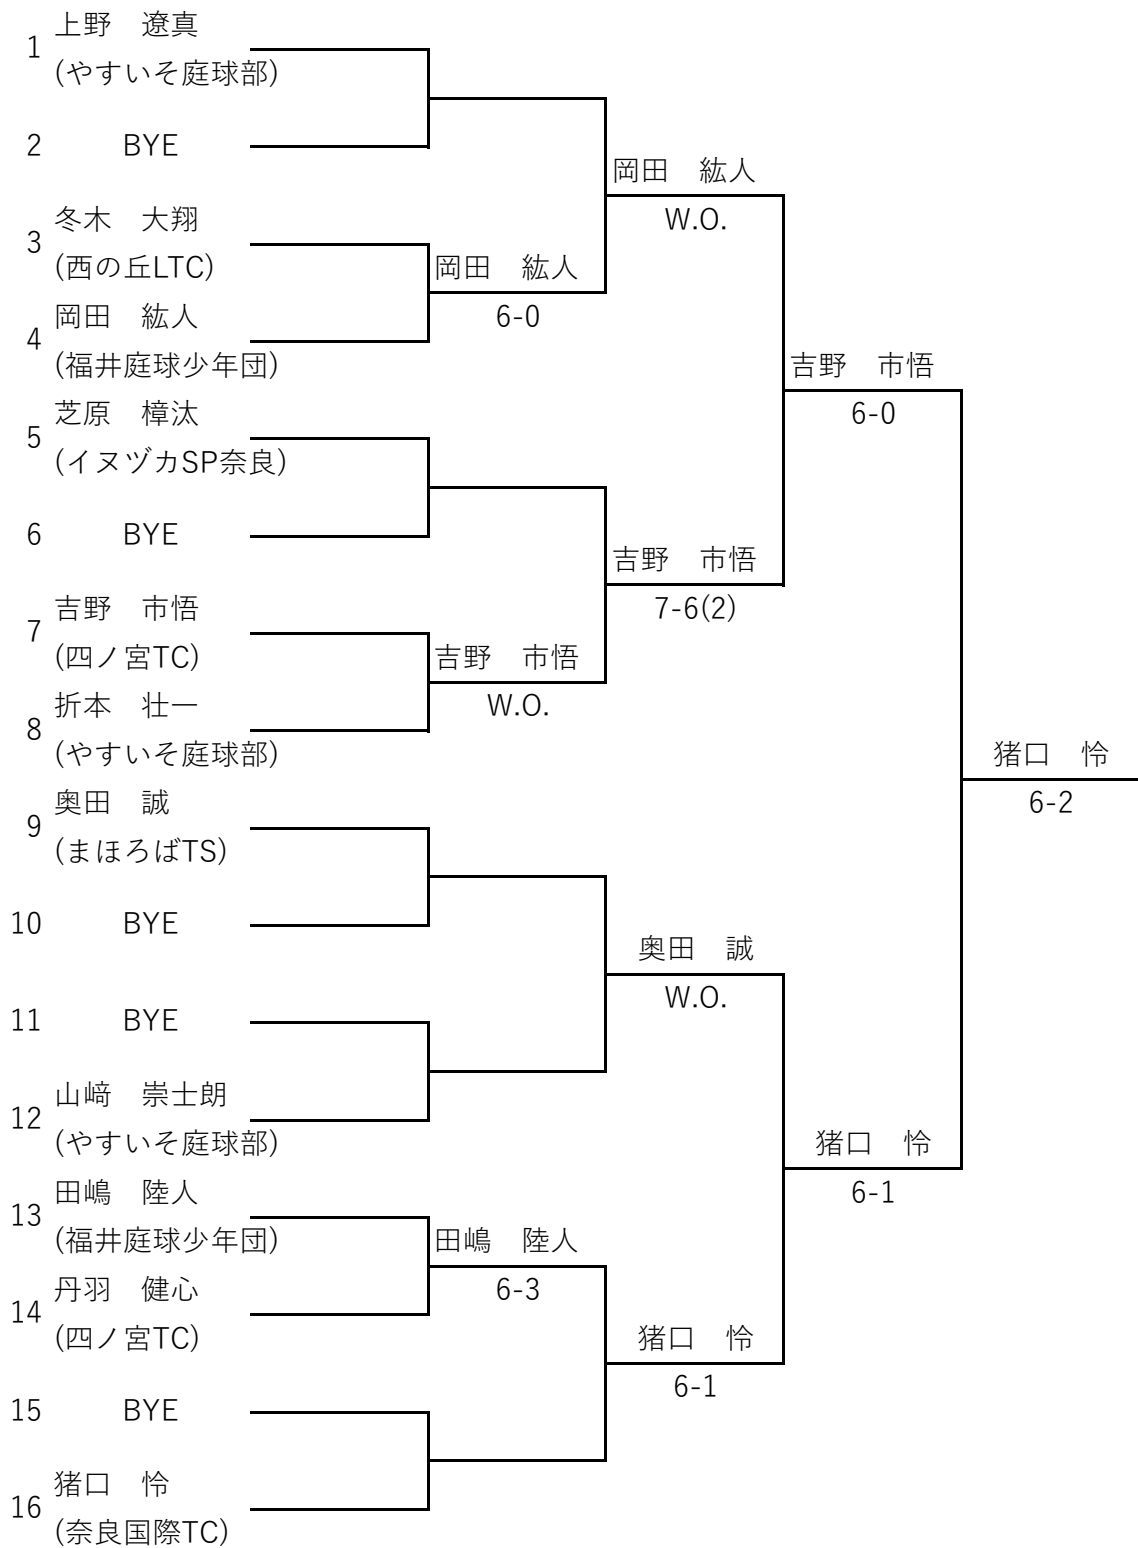 1 上野　遼真
(やすいそ庭球部)
2 BYE
3 冬木　大翔
(西の丘LTC)
4 岡田　紘人
(福井庭球少年団)
5 芝原　樟汰
(イヌヅカSP奈良)
6 BYE
7 吉野　市悟
(四ノ宮TC)
8 折本　壮一
(やすいそ庭球部)
9 奥田　誠
(まほろばTS)
10 BYE
11 BYE
12 山﨑　崇士朗
(やすいそ庭球部)
13 田嶋　陸人
(福井庭球少年団)
14 丹羽　健心
(四ノ宮TC)
15 BYE
16 猪口　怜
(奈良国際TC)
岡田　紘人
6-0
吉野　市悟
W.O.
田嶋　陸人
6-3
岡田　紘人
W.O.
吉野　市悟
7-6(2)
奥田　誠
W.O.
猪口　怜
6-1
吉野　市悟
6-0
猪口　怜
6-1
猪口　怜
6-2